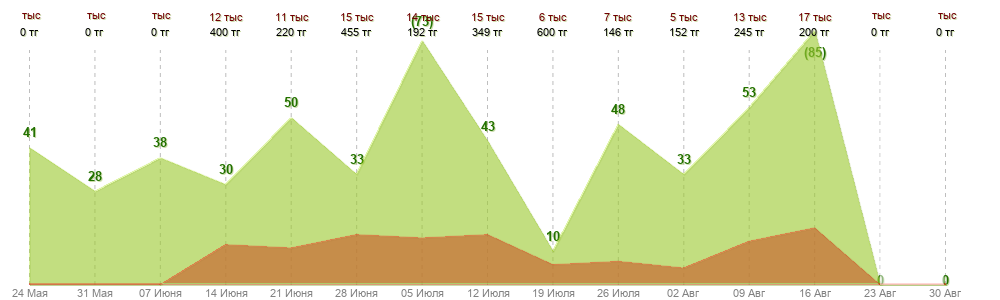 тыс тыс тыс 12 тыс 11 тыс 15 тыс 14 тыс 15 тыс 6 тыс 7 тыс 5 тыс 13 тыс 17 тыс тыс тыс
0 тг 0 тг 0 тг 400 тг 220 тг 455 тг 192 тг 349 тг 600 тг 146 тг 152 тг 245 тг 200 тг 0 тг 0 тг
41 28 38 30 50 33 (73) 43 10 48 33 53 (85) 0 0
24 Мая 31 Мая 07 Июня 14 Июня 21 Июня 28 Июня 05 Июля 12 Июля 19 Июля 26 Июля 02 Авг 09 Авг 16 Авг 23 Авг 30 Авг